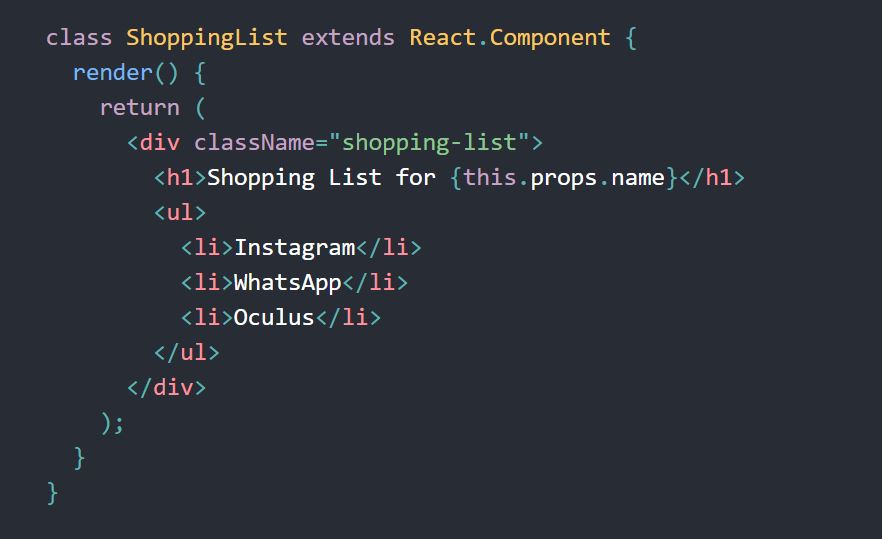 class ShoppingList extends React.Component {
  render() {
    return (
      <div className="shopping-list">
        <h1>Shopping List for {this.props.name}</h1>
        <ul>
          <li>Instagram</li>
          <li>WhatsApp</li>
          <li>Oculus</li>
        </ul>
      </div>
    );
  }
}